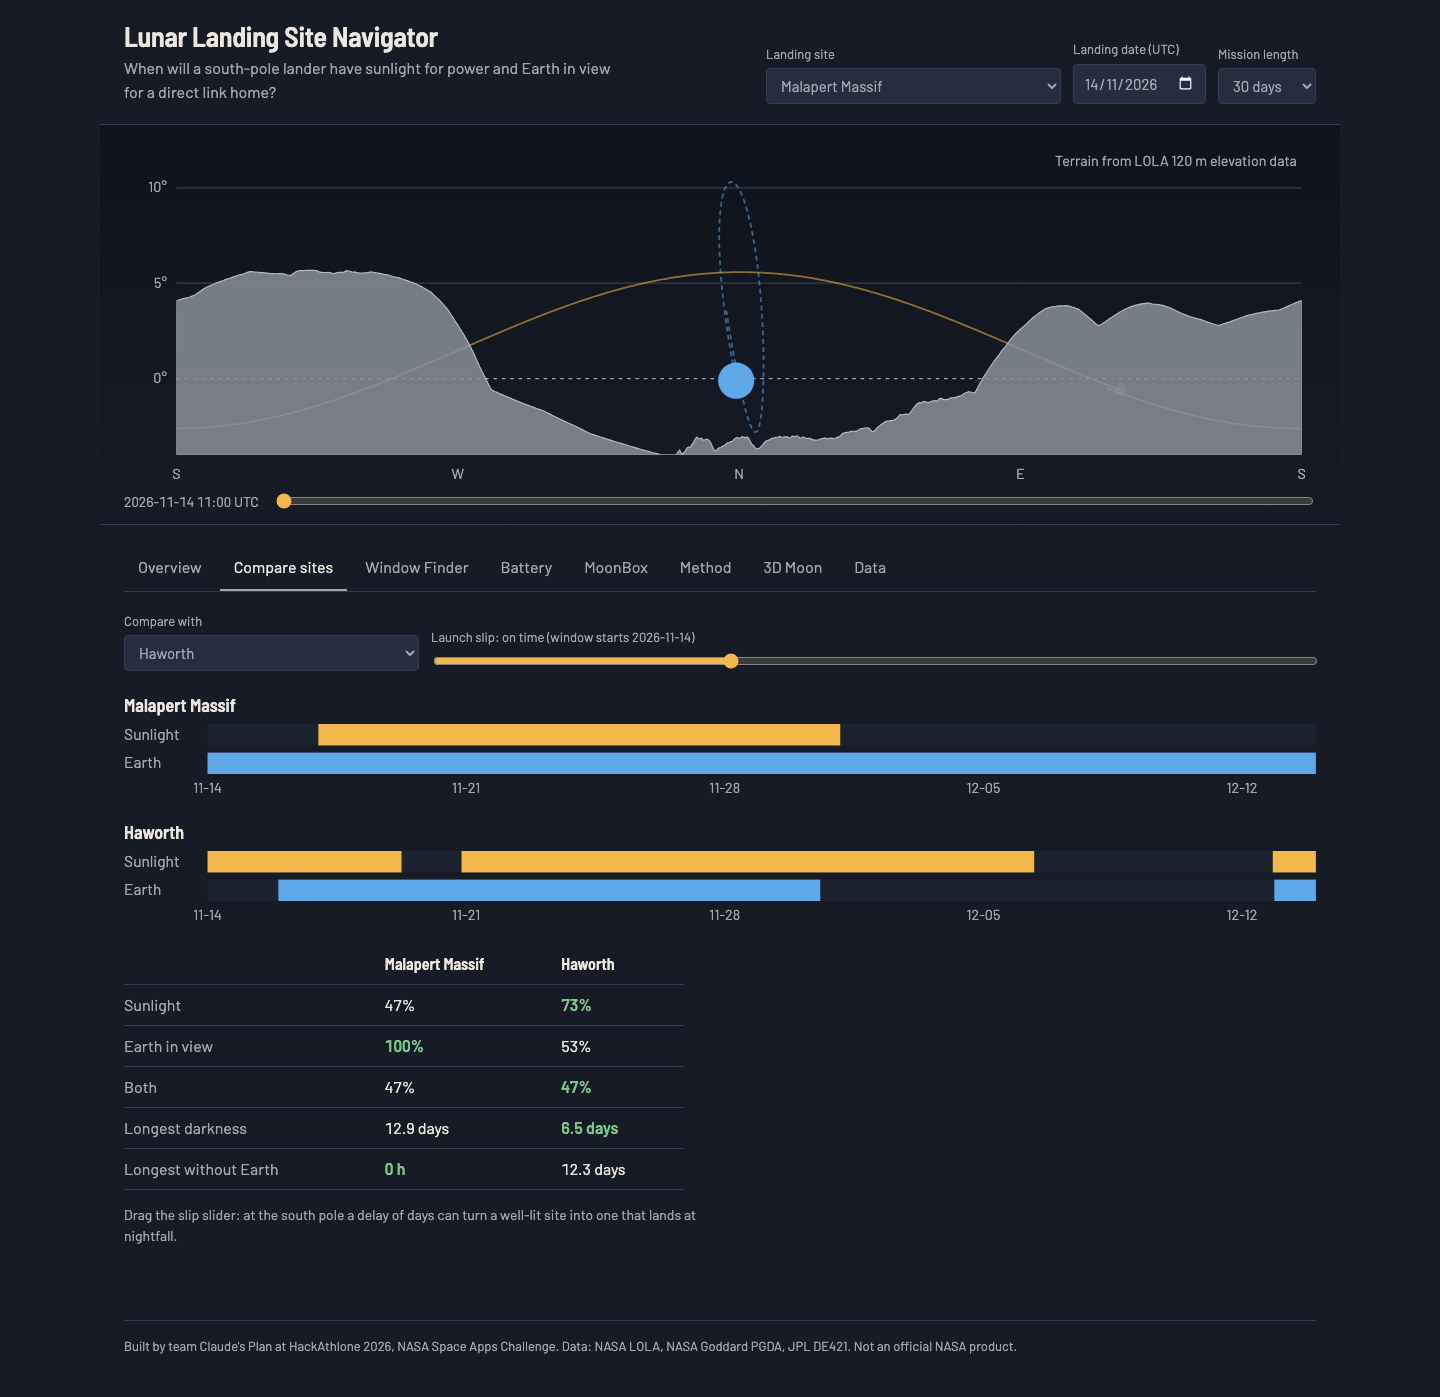 Lunar Landing Site Navigator
When will a south-pole lander have sunlight for power and Earth in view
for a direct link home?
Landing site
Landing date (UTC)
Mission length
Malapert Massif
14/11/2026
30 days
Terrain from LOLA 120 m elevation data
10°
5°
0°
S W N E S
2026-11-14 11:00 UTC
Overview Compare sites Window Finder Battery MoonBox Method 3D Moon Data
Compare with
Launch slip: on time (window starts 2026-11-14)
Haworth
Malapert Massif
Sunlight
Earth
11-14 11-21 11-28 12-05 12-12
Haworth
Sunlight
Earth
11-14 11-21 11-28 12-05 12-12
Malapert Massif Haworth
Sunlight 47% 73%
Earth in view 100% 53%
Both 47% 47%
Longest darkness 12.9 days 6.5 days
Longest without Earth 0 h 12.3 days
Drag the slip slider: at the south pole a delay of days can turn a well-lit site into one that lands at
nightfall.
Built by team Claude's Plan at HackAthlone 2026, NASA Space Apps Challenge. Data: NASA LOLA, NASA Goddard PGDA, JPL DE421. Not an official NASA product.